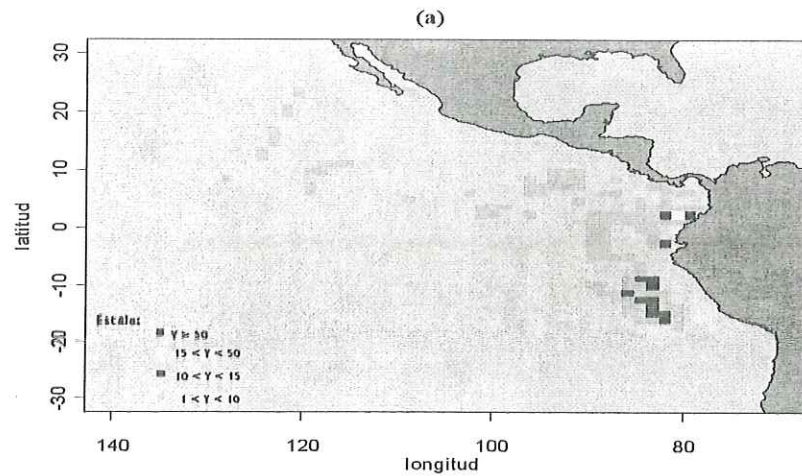 (a)
30
20
10
0
-10
-20
-30
latitud
Escala:
Y ≥ 50
15 < Y < 50
10 < Y < 15
1 < Y < 10
140
120
100
80
longitud